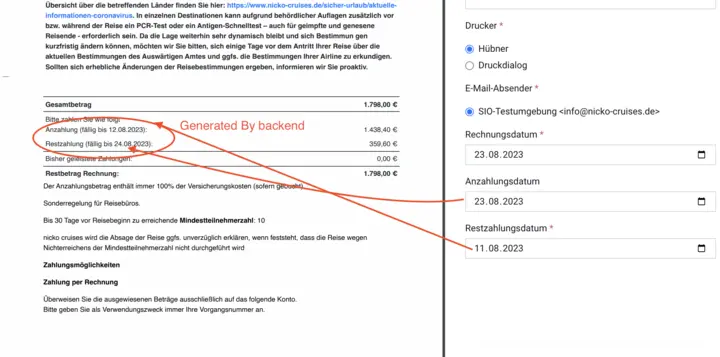 Übersicht über die betreffenden Länder finden Sie hier: https://www.nicko-cruises.de/sicher-urlaub/aktuelle-
informationen-coronavirus. In einzelnen Destinationen kann aufgrund behördlicher Auflagen zusätzlich vor
bzw. während der Reise ein PCR-Test oder ein Antigen-Schnelltest – auch für geimpfte und genesene
Reisende - erforderlich sein. Da die Lage weiterhin sehr dynamisch bleibt und sich Bestimmun gen
kurzfristig ändern können, möchten wir Sie bitten, sich einige Tage vor dem Antritt Ihrer Reise über die
aktuellen Bestimmungen des Auswärtigen Amtes und ggfs. die Bestimmungen Ihrer Airline zu erkundigen.
Sollten sich erhebliche Änderungen der Reisebestimmungen ergeben, informieren wir Sie proaktiv.
Gesamtbetrag 1.798,00 €
Bitte zahlen Sie wie folgt:
Anzahlung (fällig bis 12.08.2023): 1.438,40 €
Restzahlung (fällig bis 24.08.2023): 359,60 €
Bisher geleistete Zahlungen: 0,00 €
Restbetrag Rechnung: 1.798,00 €
Der Anzahlungsbetrag enthält immer 100% der Versicherungskosten (sofern gebucht).
Sonderregelung für Reisebüros.
Bis 30 Tage vor Reisebeginn zu erreichende Mindestteilnehmerzahl: 10
nicko cruises wird die Absage der Reise ggfs. unverzüglich erklären, wenn feststeht, dass die Reise wegen
Nichterreichens der Mindestteilnehmerzahl nicht durchgeführt wird
Zahlungsmöglichkeiten
Zahlung per Rechnung
Überweisen Sie die ausgewiesenen Beträge ausschließlich auf das folgende Konto.
Bitte geben Sie als Verwendungszweck immer Ihre Vorgangsnummer an.
Generated By backend
Drucker *
Hübner
Druckdialog
E-Mail-Absender *
SIO-Testumgebung <info@nicko-cruises.de>
Rechnungsdatum *
23.08.2023
Anzahlungsdatum
23.08.2023
Restzahlungsdatum *
11.08.2023